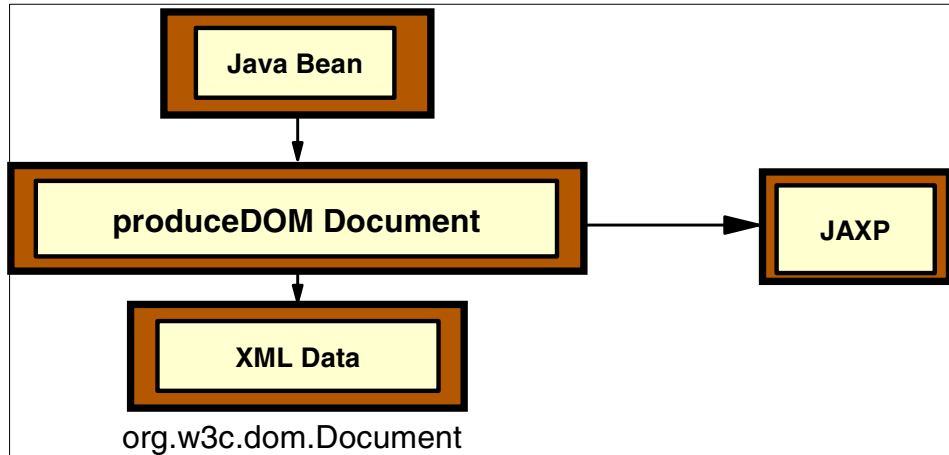 Java Bean
produceDOM Document
JAXP
XML Data
org.w3c.dom.Document